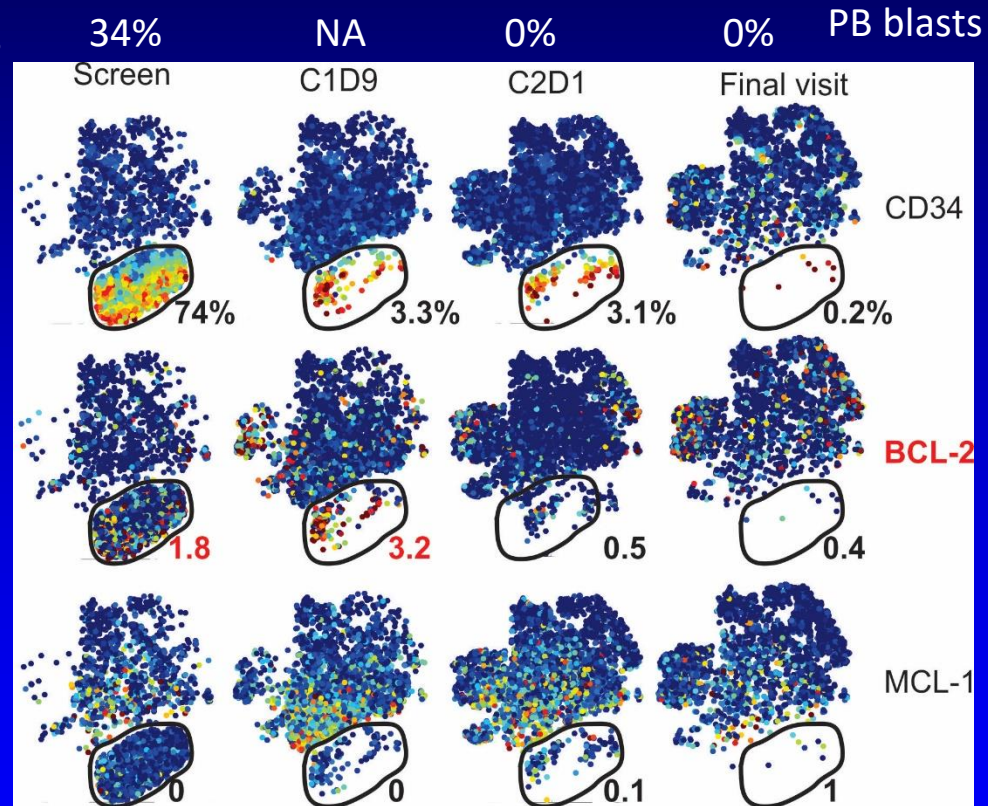 34% NA 0% 0% PB blasts
Screen C1D9 C2D1 Final visit
CD34
74% 3.3% 3.1% 0.2%
BCL-2
1.8 3.2 0.5 0.4
MCL-1
0 0 0.1 1